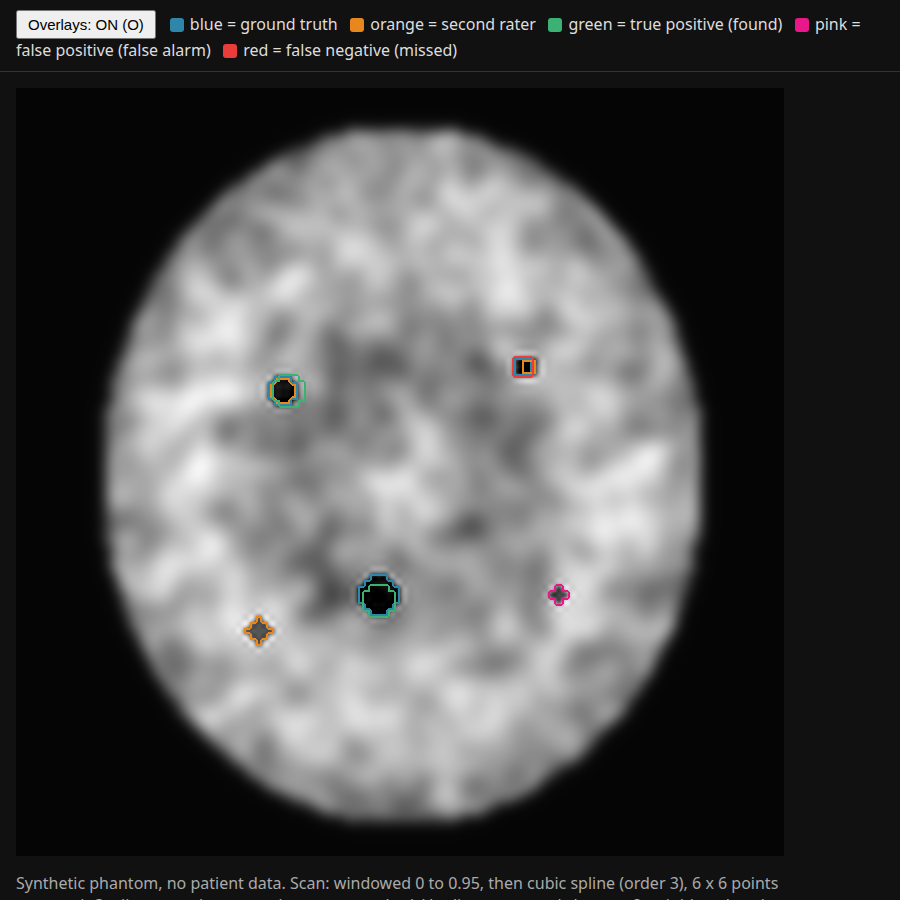 Overlays: ON (O) blue = ground truth orange = second rater green = true positive (found) pink =
false positive (false alarm) red = false negative (missed)
Synthetic phantom, no patient data. Scan: windowed 0 to 0.95, then cubic spline (order 3), 6 x 6 points